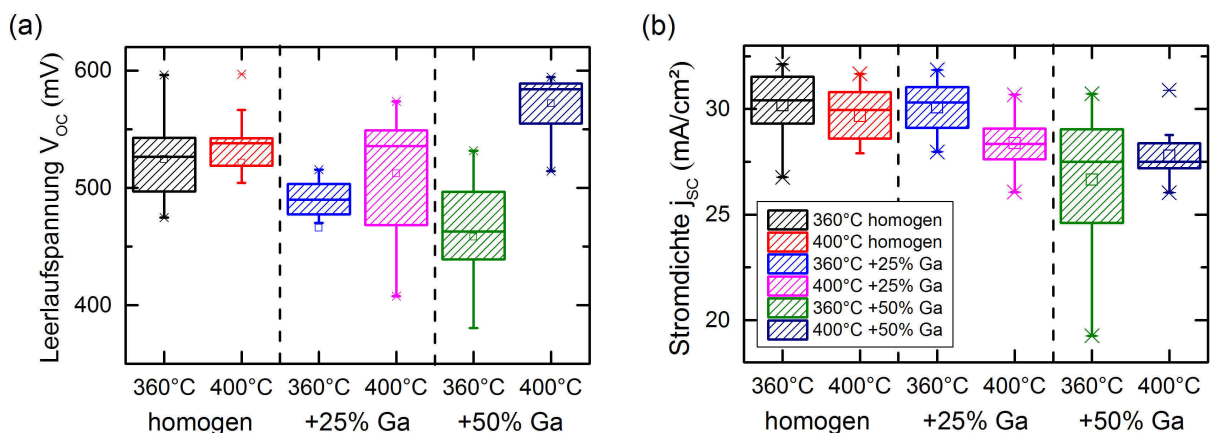 (a)
Leerlaufspannung V_OC (mV)
600
500
400
360°C 400°C 360°C 400°C 360°C 400°C
homogen +25% Ga +50% Ga
(b)
Stromdichte j_SC (mA/cm²)
30
25
20
360°C homogen
400°C homogen
360°C +25% Ga
400°C +25% Ga
360°C +50% Ga
400°C +50% Ga
360°C 400°C 360°C 400°C 360°C 400°C
homogen +25% Ga +50% Ga